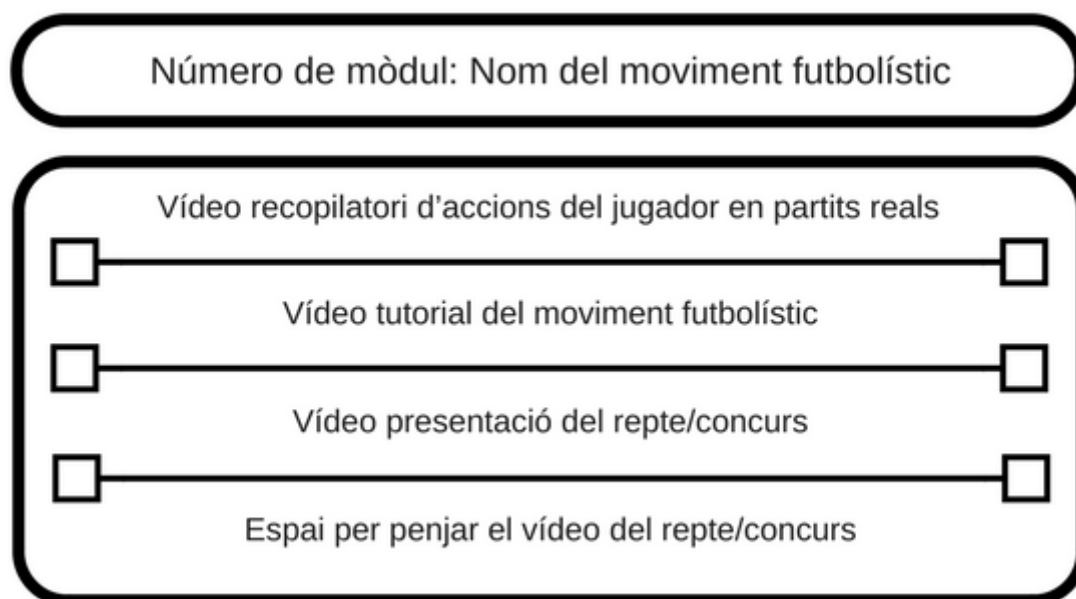 Número de mòdul: Nom del moviment futbolístic
Vídeo recopilatori d’accions del jugador en partits reals
Vídeo tutorial del moviment futbolístic
Vídeo presentació del repte/concurs
Espai per penjar el vídeo del repte/concurs